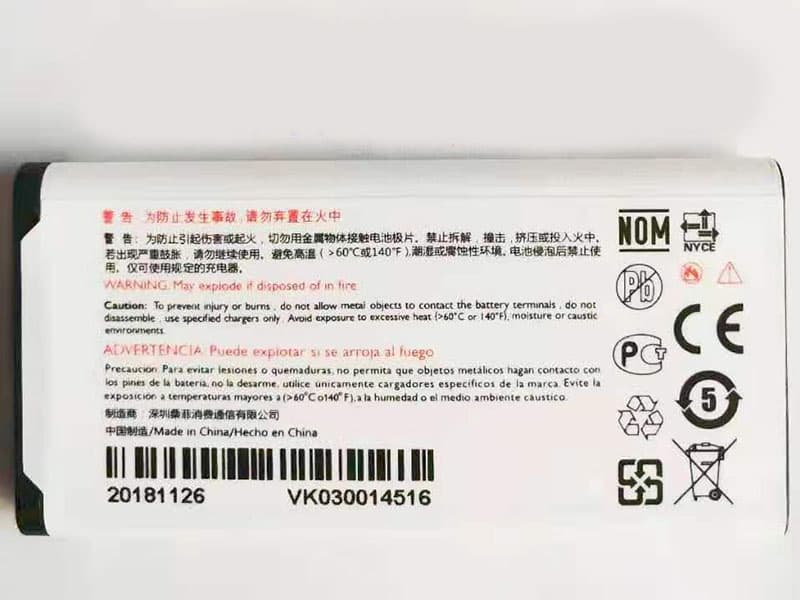 警 告:为防止发生事故,请勿弃置在火中
警 告:为防止引起伤害或起火,切勿用金属物体接触电池极片。禁止拆解,撞击,挤压或投入火中。
若出现严重鼓胀,请勿继续使用。避免高温(>60°C或140°F),潮湿或腐蚀性环境。电池侵泡后禁止使
用。仅可使用规定的充电器。
WARNING: May explode if disposed of in fire
Caution: To prevent injury or burns , do not allow metal objects to contact the battery terminals , do not
disassemble , use specified chargers only. Avoid exposure to excessive heat (>60°C or 140°F), moisture or caustic
environments.
ADVERTENCIA: Puede explotar si se arroja al fuego
Precaución: Para evitar lesiones o quemaduras, no permita que objetos metálicos hagan contacto con
los pines de la batería, no la desarme, utilice únicamente cargadores específicos de la marca. Evite la
exposición a temperaturas mayores a (>60°C o140°F), a la humedad o el medio ambiente cáustico.
制造商:深圳桑菲消费通信有限公司
中国制造/Made in China/Hecho en China
20181126 VK030014516
NOM
NYCE
Pb
PCT
CE
5